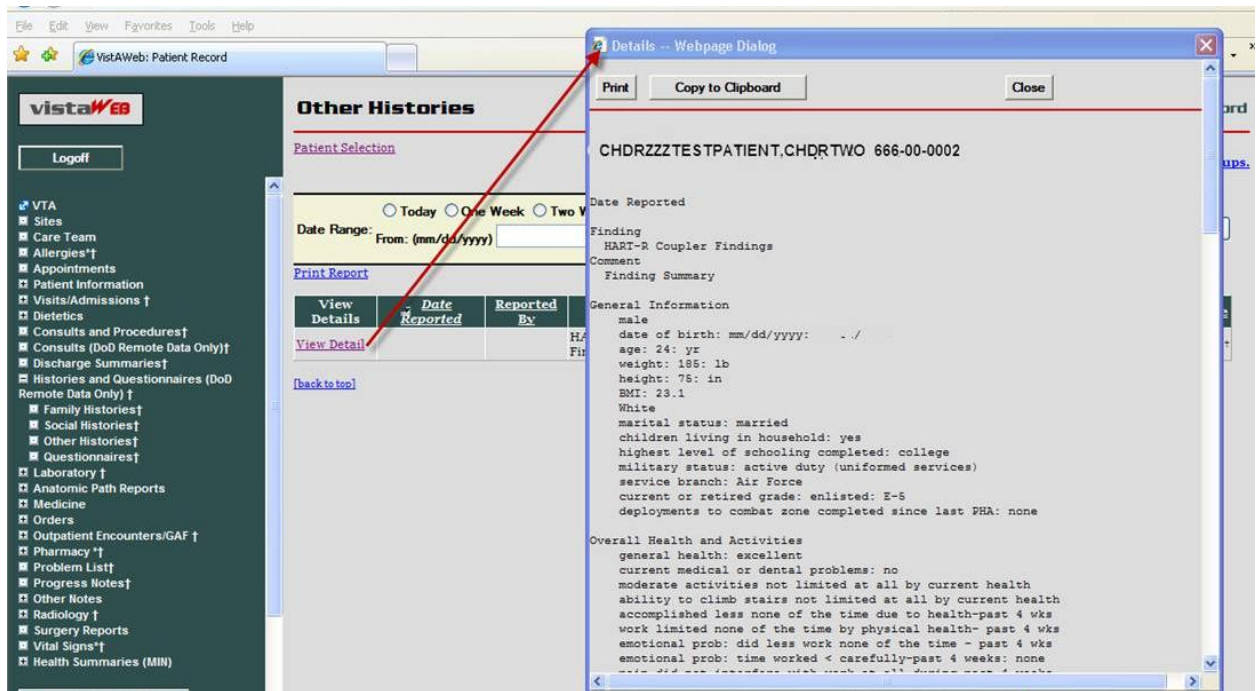 File Edit View Favorites Tools Help
VistAWeb: Patient Record
vistaWEB
Logoff
VTA
Sites
Care Team
Allergies*†
Appointments
Patient Information
Visits/Admissions †
Dietetics
Consults and Procedures†
Consults (DoD Remote Data Only)†
Discharge Summaries†
Histories and Questionnaires (DoD
Remote Data Only) †
Family Histories†
Social Histories†
Other Histories†
Questionnaires†
Laboratory †
Anatomic Path Reports
Medicine
Orders
Outpatient Encounters/GAF †
Pharmacy *†
Problem List†
Progress Notes†
Other Notes
Radiology †
Surgery Reports
Vital Signs*†
Health Summaries (MIN)
Other Histories
Patient Selection
Today One Week Two W
Date Range:
From: (mm/dd/yyyy)
Print Report
View Details Date Reported Reported By
View Detail HA
Fin
[back to top]
ord
ups.
Details -- Webpage Dialog
Print Copy to Clipboard Close
CHDRZZZTESTPATIENT,CHDRTWO 666-00-0002
Date Reported
Finding
HART-R Coupler Findings
Comment
Finding Summary
General Information
male
date of birth: mm/dd/yyyy: . ./
age: 24: yr
weight: 185: lb
height: 75: in
BMI: 23.1
White
marital status: married
children living in household: yes
highest level of schooling completed: college
military status: active duty (uniformed services)
service branch: Air Force
current or retired grade: enlisted: E-5
deployments to combat zone completed since last PHA: none
Overall Health and Activities
general health: excellent
current medical or dental problems: no
moderate activities not limited at all by current health
ability to climb stairs not limited at all by current health
accomplished less none of the time due to health-past 4 wks
work limited none of the time by physical health- past 4 wks
emotional prob: did less work none of the time - past 4 wks
emotional prob: time worked < carefully-past 4 weeks: none